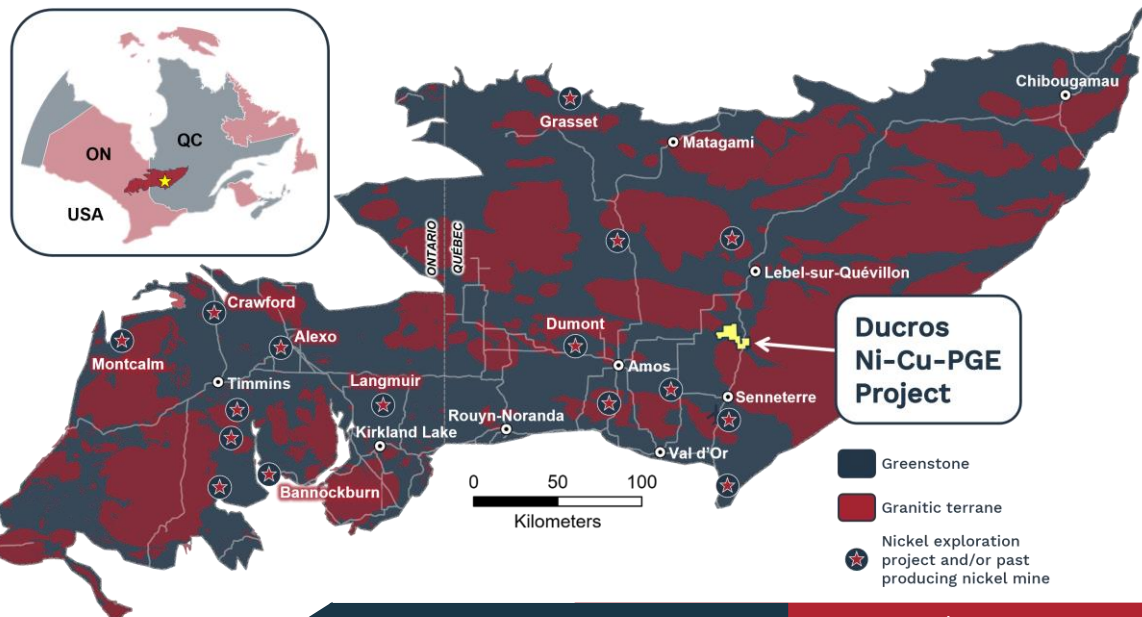 QC
ON
USA
Chibougamau
Grasset
Matagami
ONTARIO
QUÉBEC
Lebel-sur-Quévillon
Crawford
Alexo
Dumont
Montcalm
Timmins
Amos
Langmuir
Senneterre
Rouyn-Noranda
Kirkland Lake
Val d'Or
Bannockburn
Ducros
Ni-Cu-PGE
Project
0 50 100
Kilometers
Greenstone
Granitic terrane
Nickel exploration
project and/or past
producing nickel mine